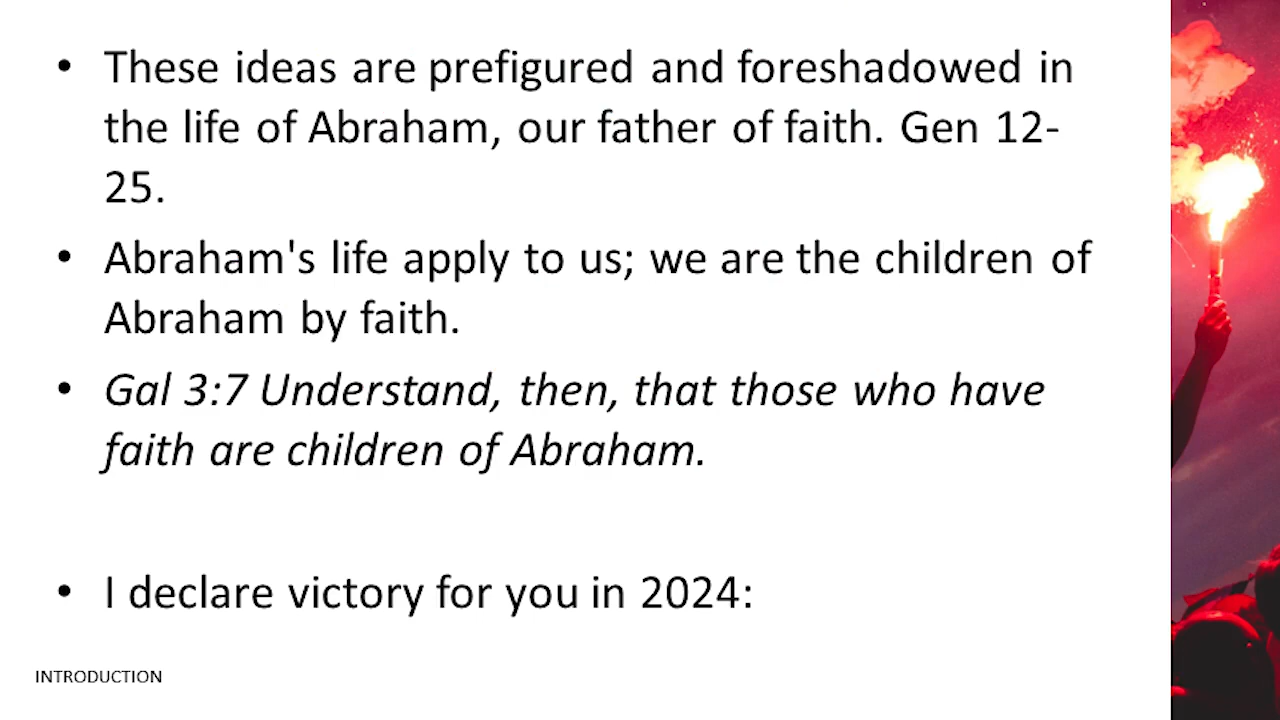 • These ideas are prefigured and foreshadowed in
the life of Abraham, our father of faith. Gen 12-
25.
• Abraham's life apply to us; we are the children of
Abraham by faith.
• Gal 3:7 Understand, then, that those who have
faith are children of Abraham.
• I declare victory for you in 2024:
INTRODUCTION